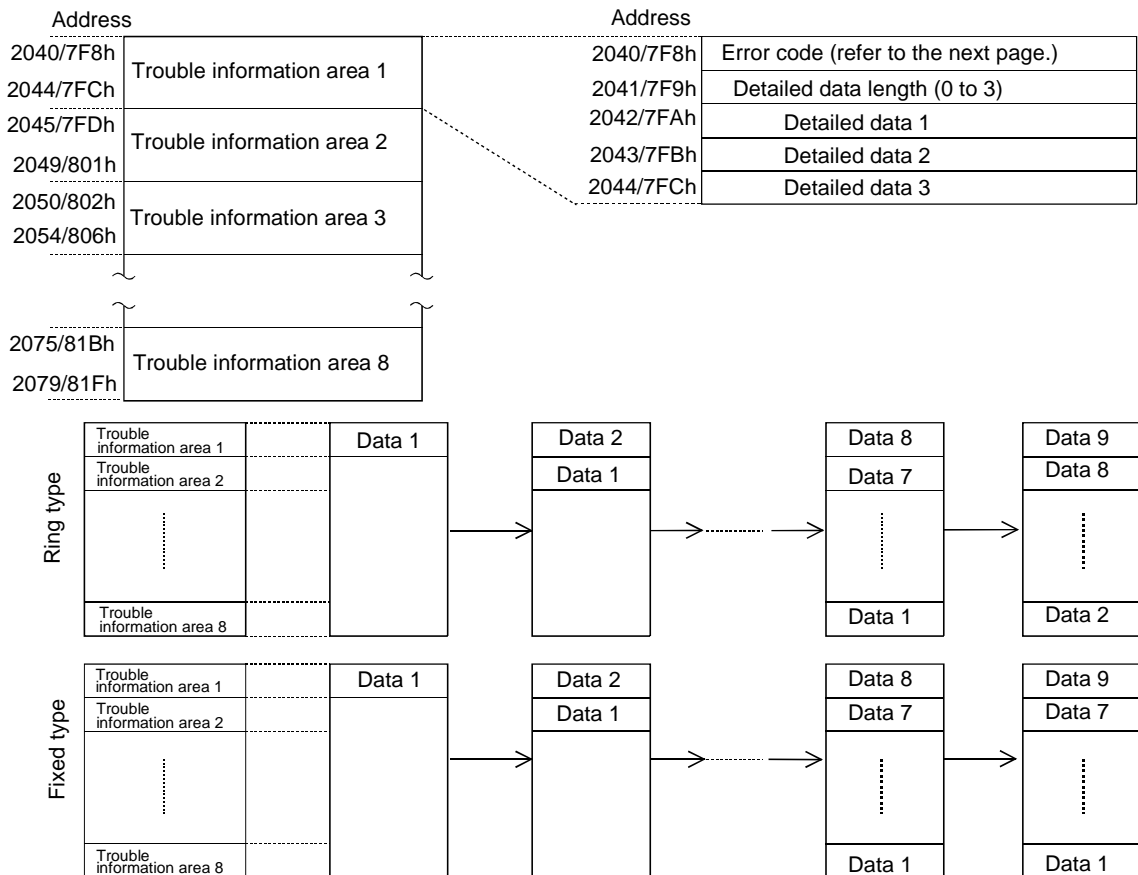 Address
2040/7F8h
Trouble information area 1
2044/7FCh
2045/7FDh
Trouble information area 2
2049/801h
2050/802h
Trouble information area 3
2054/806h
2075/81Bh
Trouble information area 8
2079/81Fh
Address
2040/7F8h Error code (refer to the next page.)
2041/7F9h Detailed data length (0 to 3)
2042/7FAh Detailed data 1
2043/7FBh Detailed data 2
2044/7FCh Detailed data 3
Ring type
Trouble
information area 1
Trouble
information area 2
Trouble
information area 8
Data 1
Data 2
Data 1
Data 8
Data 7
Data 1
Data 9
Data 8
Data 2
Fixed type
Trouble
information area 1
Trouble
information area 2
Trouble
information area 8
Data 1
Data 2
Data 1
Data 8
Data 7
Data 1
Data 9
Data 7
Data 1